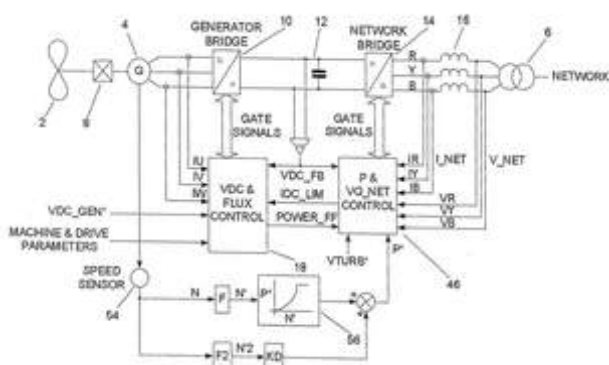 GENERATOR BRIDGE
10
12
NETWORK BRIDGE
14
16
6
4
G
R
Y
B
NETWORK
2
8
GATE SIGNALS
GATE SIGNALS
I_NET
V_NET
IU
IV
IW
VDC & FLUX CONTROL
VDC_FB
IDC_LIM
POWER_FF
P & VQ_NET CONTROL
IR
IY
IB
VR
VY
VB
VDC_GEN*
MACHINE & DRIVE PARAMETERS
18
VTURB*
P*
46
SPEED SENSOR
54
N
F
N'
P*
N'
56
F2
N'2
KD